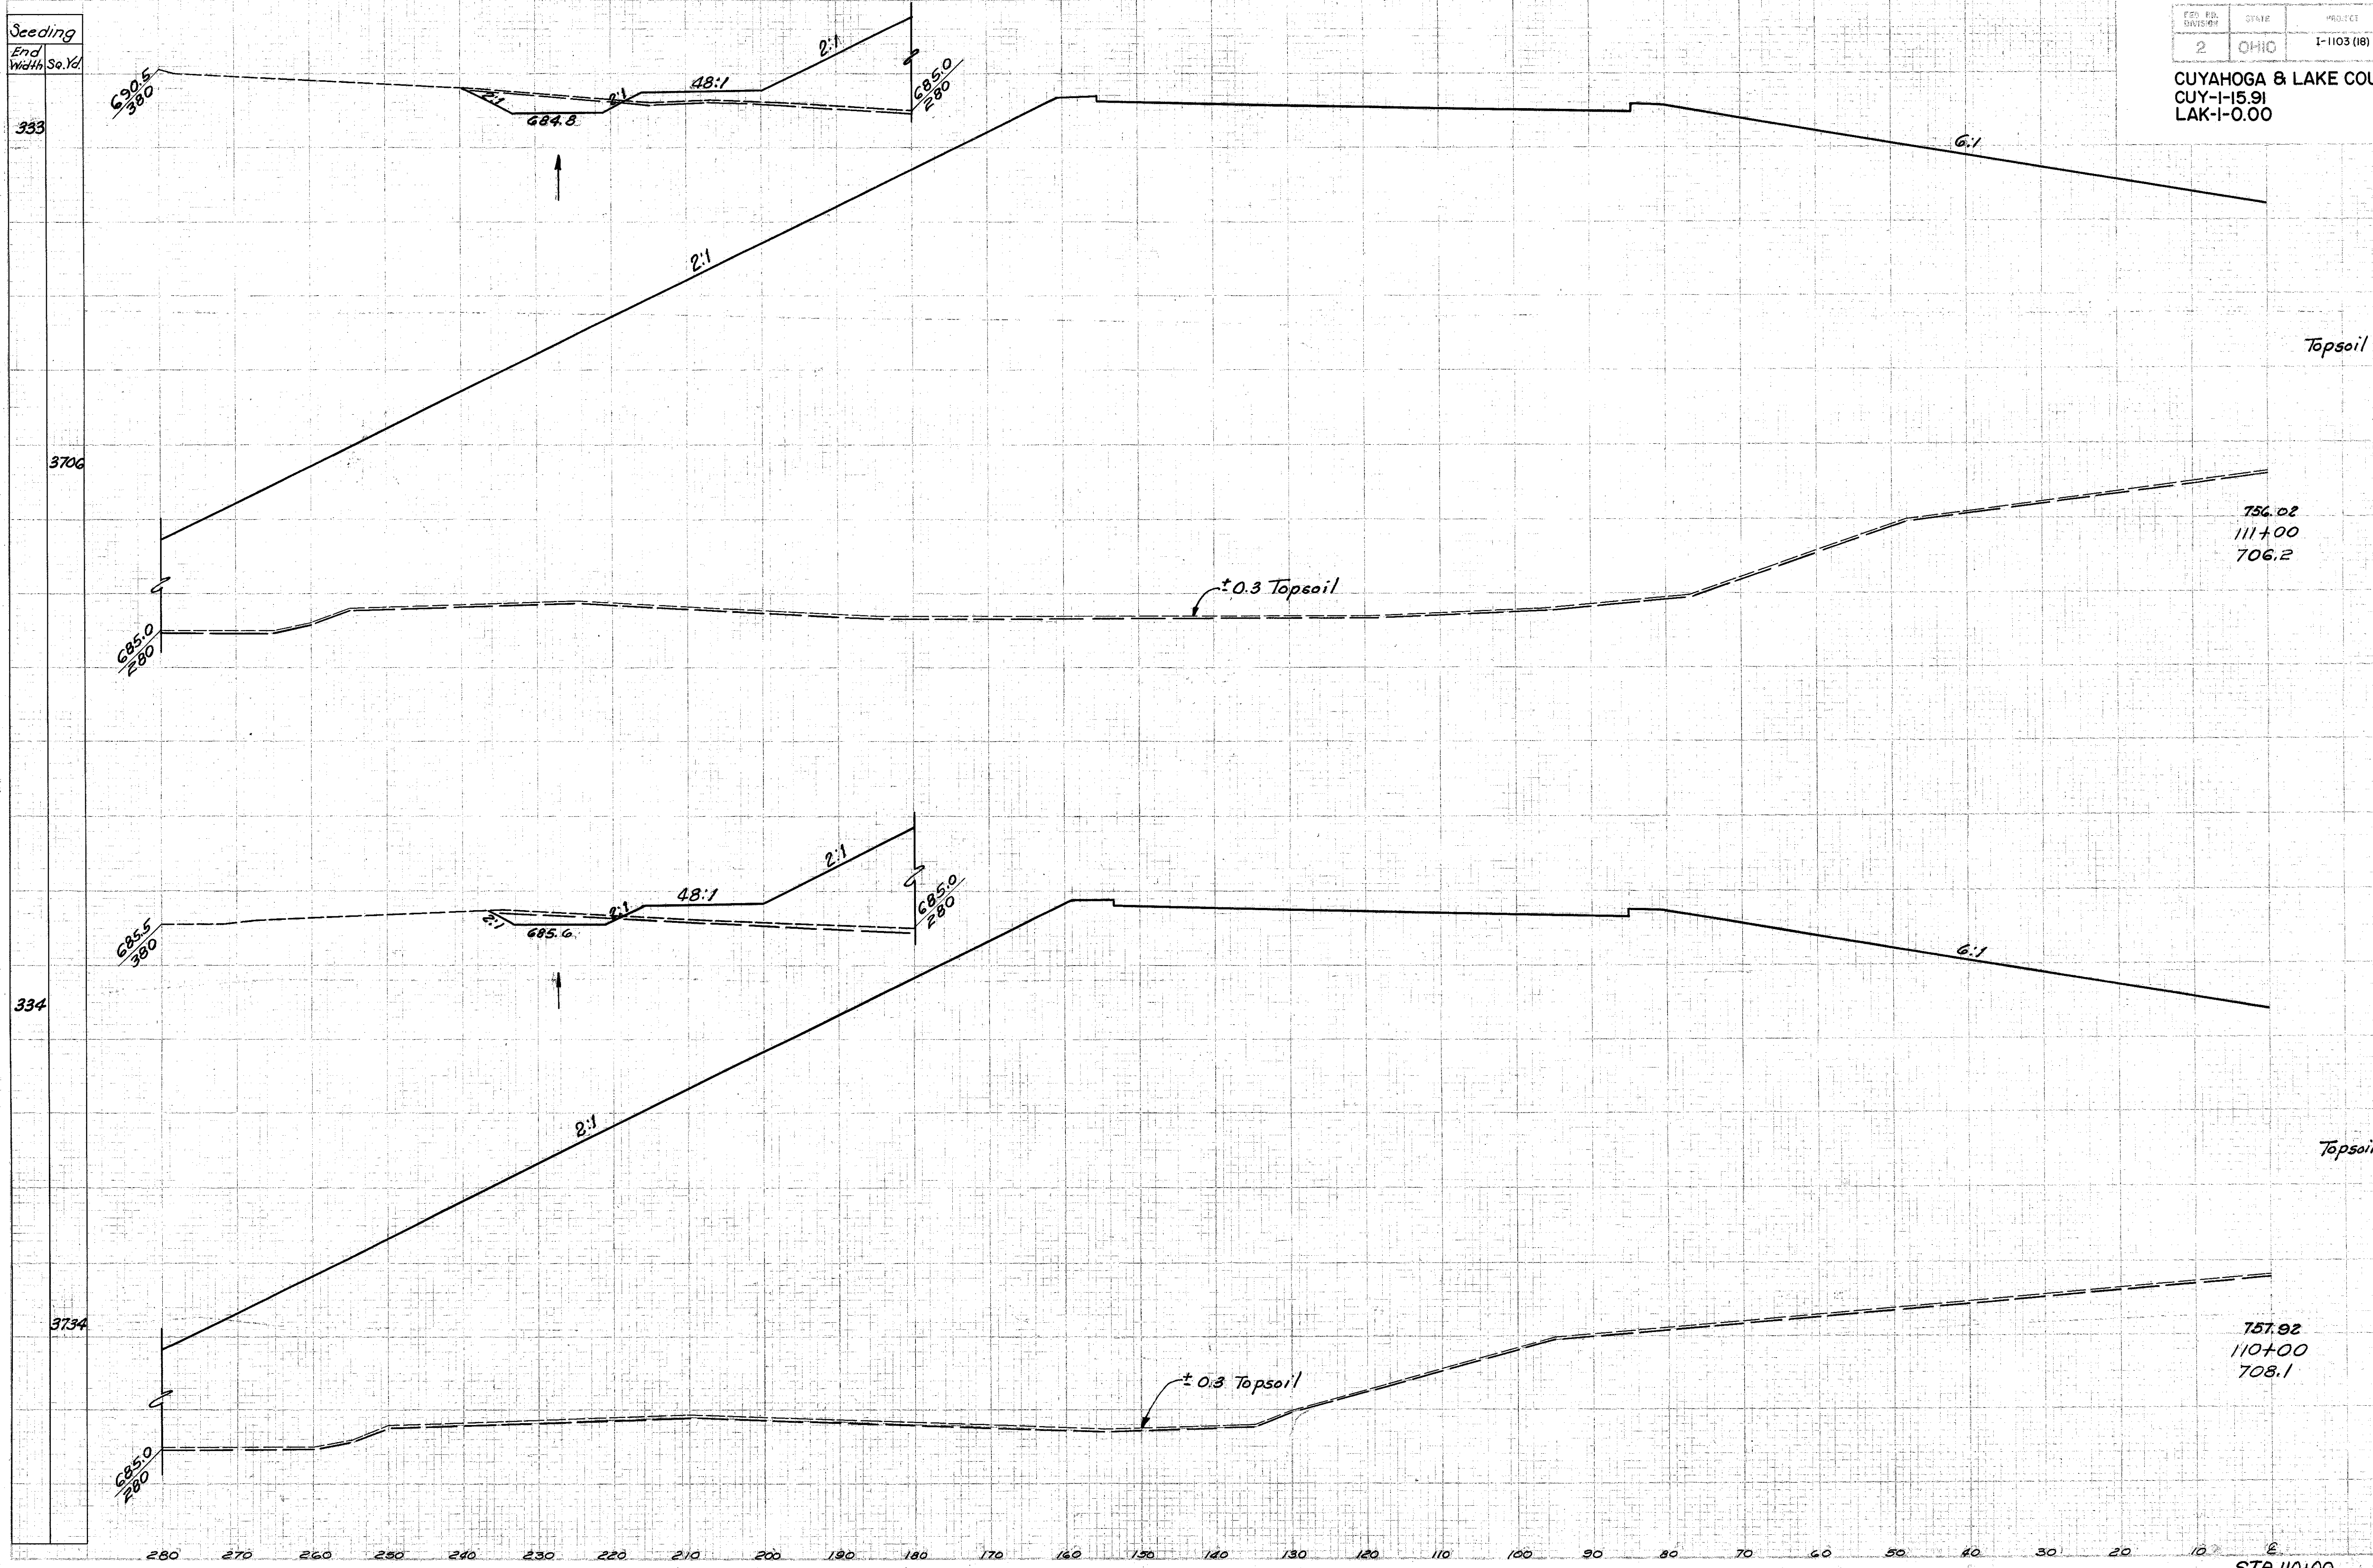 Seeding
End Width Sq.Yd.
FED. RD. DIVISION STATE PROJECT
2 OHIO I-1103 (18)
CUYAHOGA & LAKE COU
CUY-1-15.91
LAK-1-0.00
690.5
380
2:1
684.8
2:1
48:1
2:1
685.0
280
333
6:1
2:1
Topsoil
3706
756.02
111+00
706.2
± 0.3 Topsoil
685.0
280
685.5
380
2:1
685.6
2:1
48:1
2:1
685.0
280
334
6:1
2:1
Topsoil
3734
757.92
110+00
708.1
± 0.3 Topsoil
685.0
280
280 270 260 250 240 230 220 210 200 190 180 170 160 150 140 130 120 110 100 90 80 70 60 50 40 30 20 10 ℄
STA. 110+00